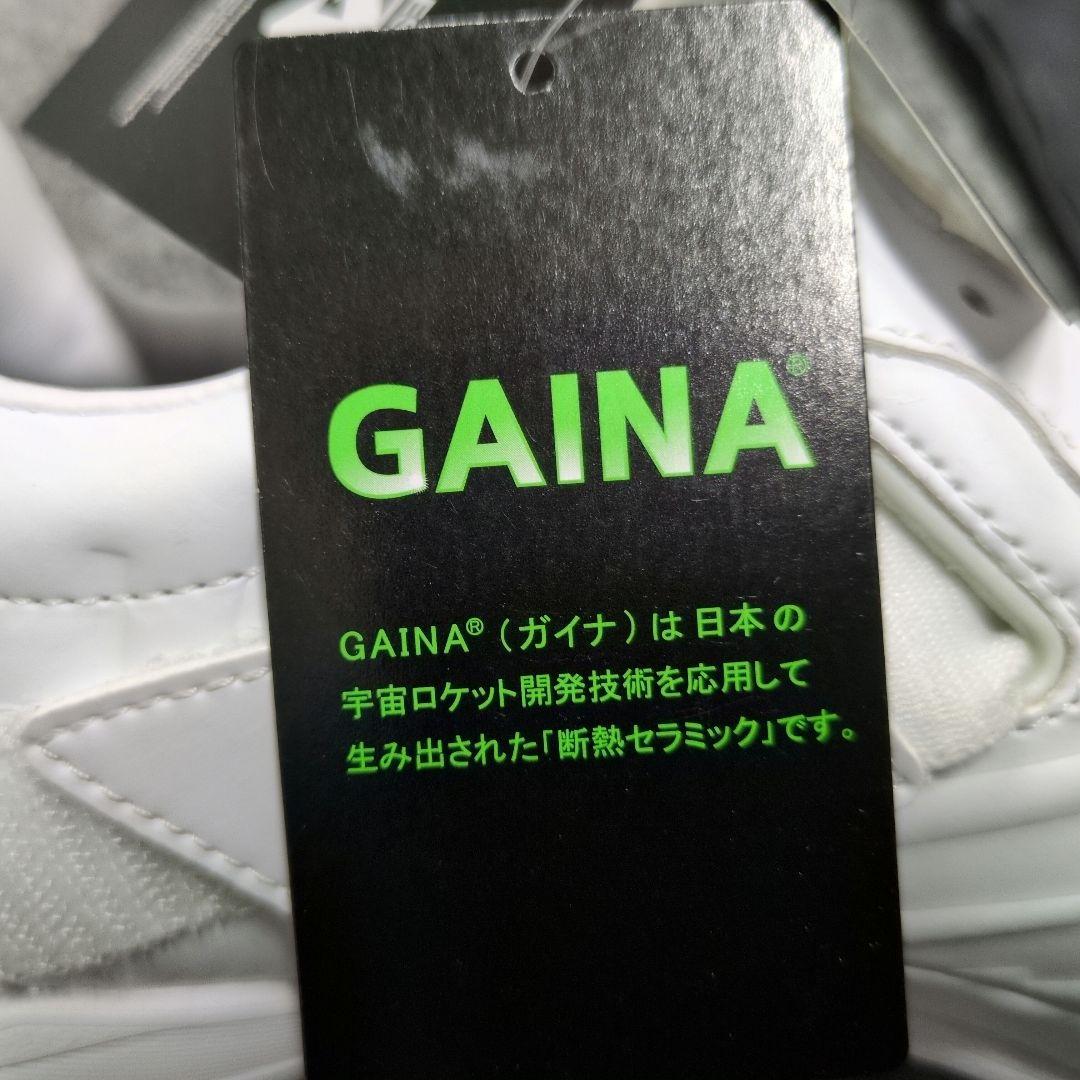 GAINA®
GAINA®(ガイナ)は日本の
宇宙ロケット開発技術を応用して
生み出された「断熱セラミック」です。